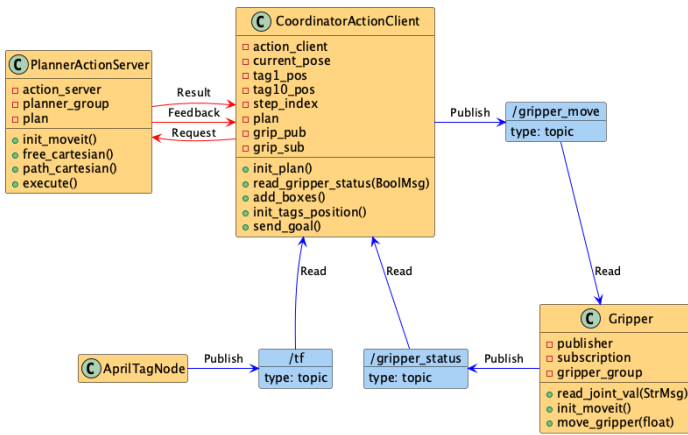 C CoordinatorActionClient
action_client
current_pose
tag1_pos
tag10_pos
step_index
plan
grip_pub
grip_sub
init_plan()
read_gripper_status(BoolMsg)
add_boxes()
init_tags_position()
send_goal()
C PlannerActionServer
action_server
planner_group
plan
init_moveit()
free_cartesian()
path_cartesian()
execute()
Result
Feedback
Request
Publish
/gripper_move
type: topic
Read
Read
Read
C Gripper
publisher
subscription
gripper_group
read_joint_val(StrMsg)
init_moveit()
move_gripper(float)
C AprilTagNode
Publish
/tf
type: topic
/gripper_status
type: topic
Publish